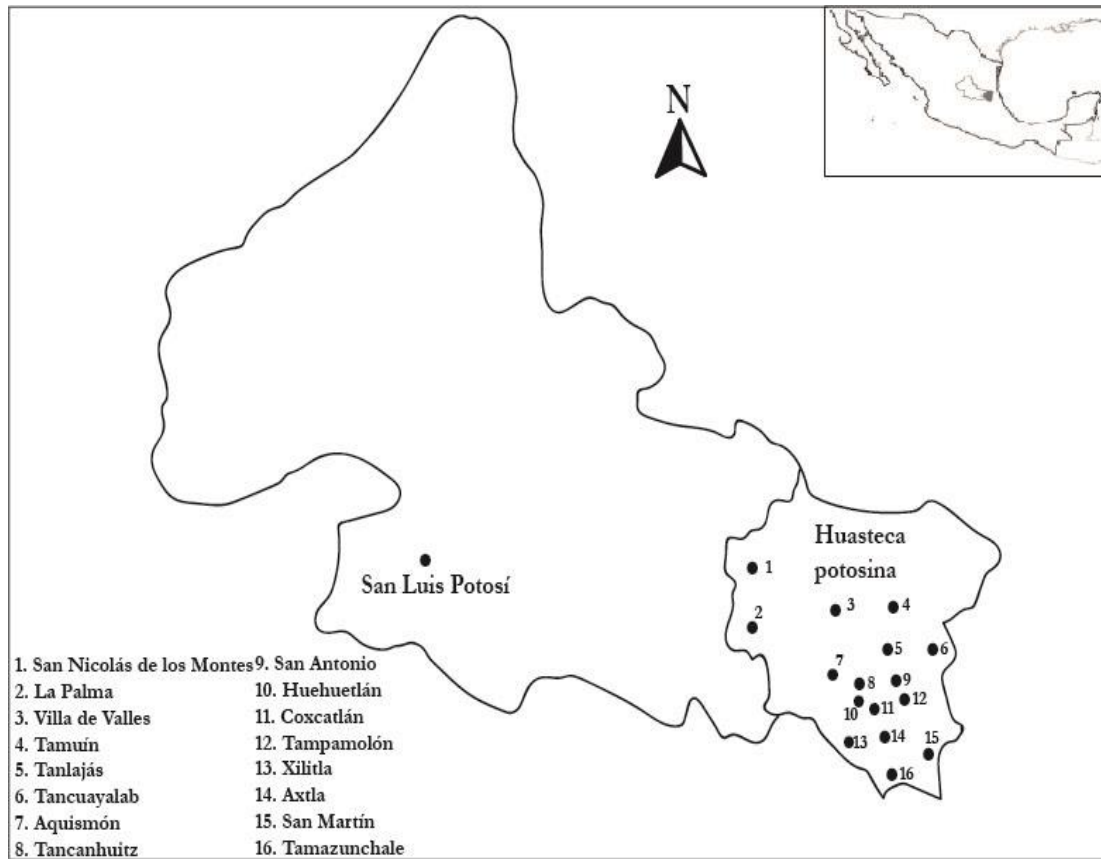 N
Huasteca
potosina
San Luis Potosí
1
2
3
4
5
6
7
8
9
10
11
12
13
14
15
16
1. San Nicolás de los Montes
2. La Palma
3. Villa de Valles
4. Tamuín
5. Tanlajás
6. Tancuayalab
7. Aquismón
8. Tancanhuitz
9. San Antonio
10. Huehuetlán
11. Coxcatlán
12. Tampamolón
13. Xilitla
14. Axtla
15. San Martín
16. Tamazunchale